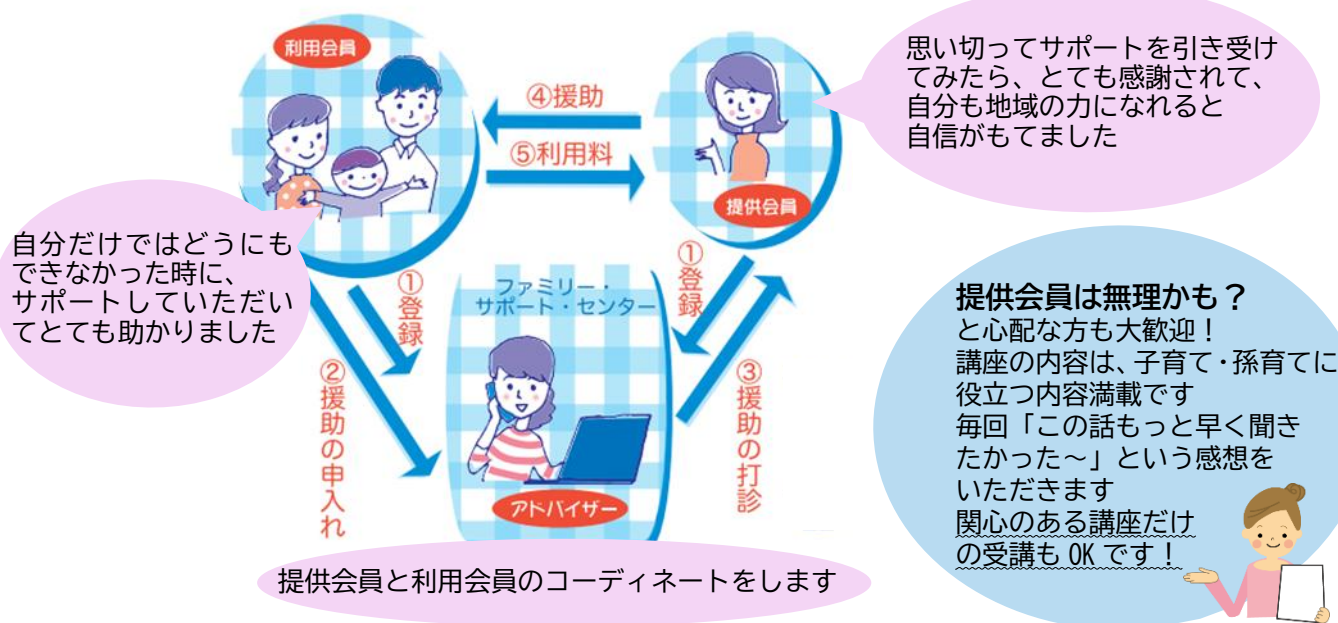 利用会員
④援助
⑤利用料
提供会員
思い切ってサポートを引き受け
てみたら、とても感謝されて、
自分も地域の力になれると
自信がもてました
自分だけではどうにも
できなかった時に、
サポートしていただい
てとても助かりました
①登録
②援助の申入れ
ファミリー・
サポート・センター
アドバイザー
①登録
③援助の打診
提供会員は無理かも？
と心配な方も大歓迎！
講座の内容は、子育て・孫育てに
役立つ内容満載です
毎回「この話もっと早く聞き
たかった～」という感想を
いただきます
関心のある講座だけ
の受講も OK です！
提供会員と利用会員のコーディネートをします